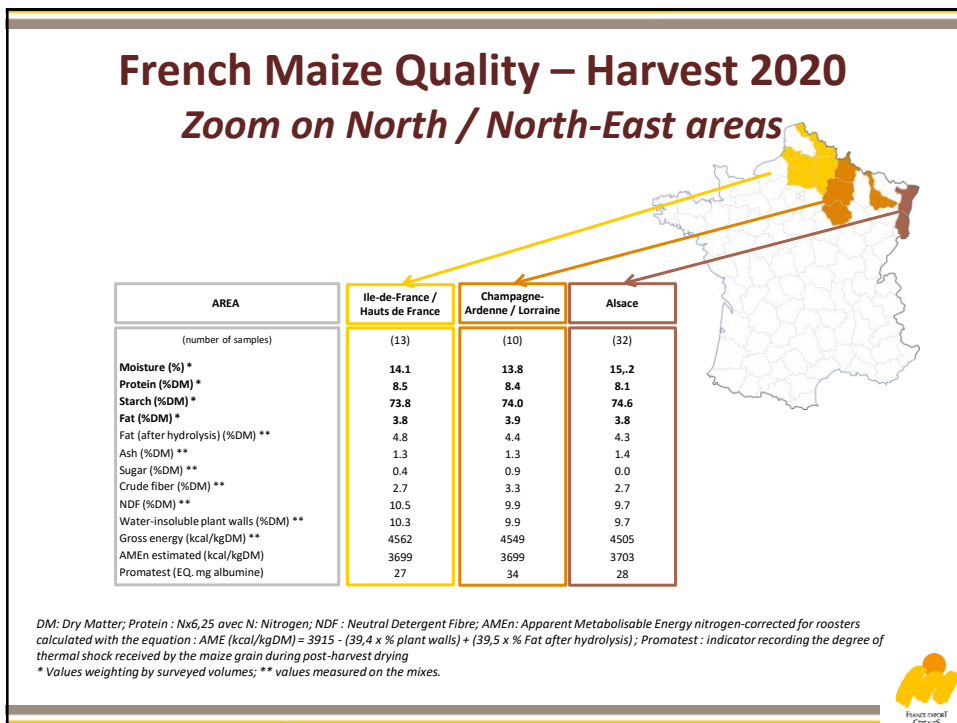 French Maize Quality – Harvest 2020
Zoom on North / North-East areas
AREA
Ile-de-France / Hauts de France
Champagne-Ardenne / Lorraine
Alsace
(number of samples) (13) (10) (32)
Moisture (%) * 14.1 13.8 15,.2
Protein (%DM) * 8.5 8.4 8.1
Starch (%DM) * 73.8 74.0 74.6
Fat (%DM) * 3.8 3.9 3.8
Fat (after hydrolysis) (%DM) ** 4.8 4.4 4.3
Ash (%DM) ** 1.3 1.3 1.4
Sugar (%DM) ** 0.4 0.9 0.0
Crude fiber (%DM) ** 2.7 3.3 2.7
NDF (%DM) ** 10.5 9.9 9.7
Water-insoluble plant walls (%DM) ** 10.3 9.9 9.7
Gross energy (kcal/kgDM) ** 4562 4549 4505
AMEn estimated (kcal/kgDM) 3699 3699 3703
Promatest (EQ. mg albumine) 27 34 28
DM: Dry Matter; Protein : Nx6,25 avec N: Nitrogen; NDF : Neutral Detergent Fibre; AMEn: Apparent Metabolisable Energy nitrogen-corrected for roosters
calculated with the equation : AME (kcal/kgDM) = 3915 - (39,4 x % plant walls) + (39,5 x % Fat after hydrolysis) ; Promatest : indicator recording the degree of
thermal shock received by the maize grain during post-harvest drying
* Values weighting by surveyed volumes; ** values measured on the mixes.
FRANCE EXPORT
CÉRÉALES